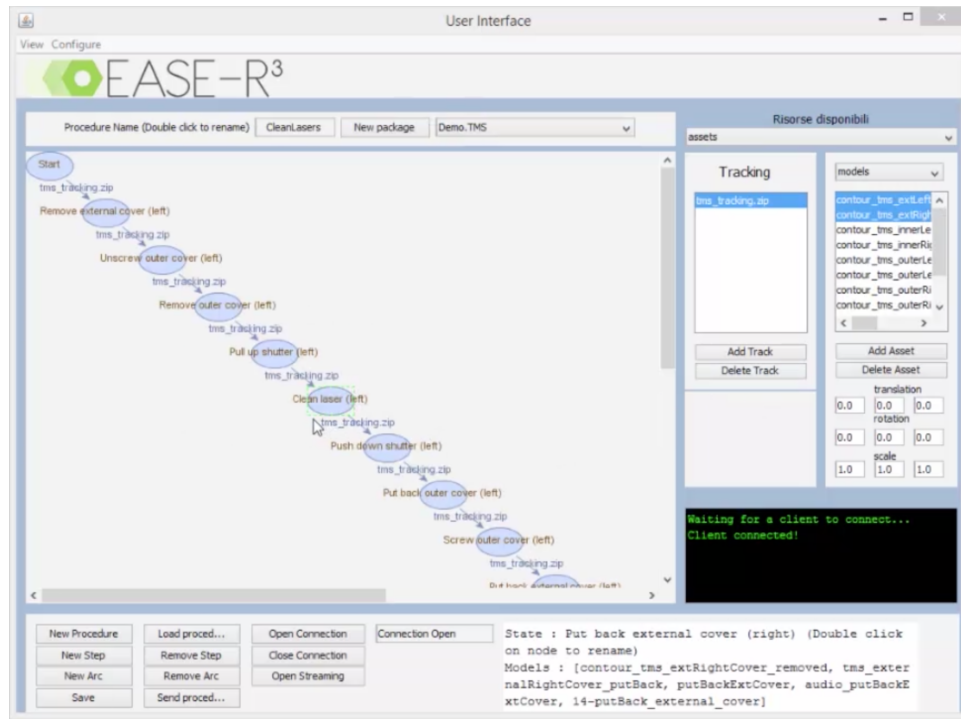 User Interface
View Configure
EASE-R³
Procedure Name (Double click to rename) CleanLasers New package Demo.TMS
Risorse disponibili
assets
Start
tms_tracking.zip
Remove external cover (left)
tms_tracking.zip
Unscrew outer cover (left)
tms_tracking.zip
Remove outer cover (left)
tms_tracking.zip
Pull up shutter (left)
tms_tracking.zip
Clean laser (left)
tms_tracking.zip
Push down shutter (left)
tms_tracking.zip
Put back outer cover (left)
tms_tracking.zip
Screw outer cover (left)
tms_tracking.zip
Put back external cover (left)
Tracking
tms_tracking.zip
Add Track
Delete Track
models
contour_tms_extLeft
contour_tms_extRigh
contour_tms_innerLe
contour_tms_innerRi
contour_tms_outerLe
contour_tms_outerLe
contour_tms_outerRi
contour_tms_outerRi
Add Asset
Delete Asset
translation
0.0 0.0 0.0
rotation
0.0 0.0 0.0
scale
1.0 1.0 1.0
Waiting for a client to connect...
Client connected!
New Procedure Load proced... Open Connection Connection Open
New Step Remove Step Close Connection
New Arc Remove Arc Open Streaming
Save Send proced...
State : Put back external cover (right) (Double click
on node to rename)
Models : [contour_tms_extRightCover_removed, tms_exter
nalRightCover_putBack, putBackExtCover, audio_putBackE
xtCover, 14-putBack_external_cover]